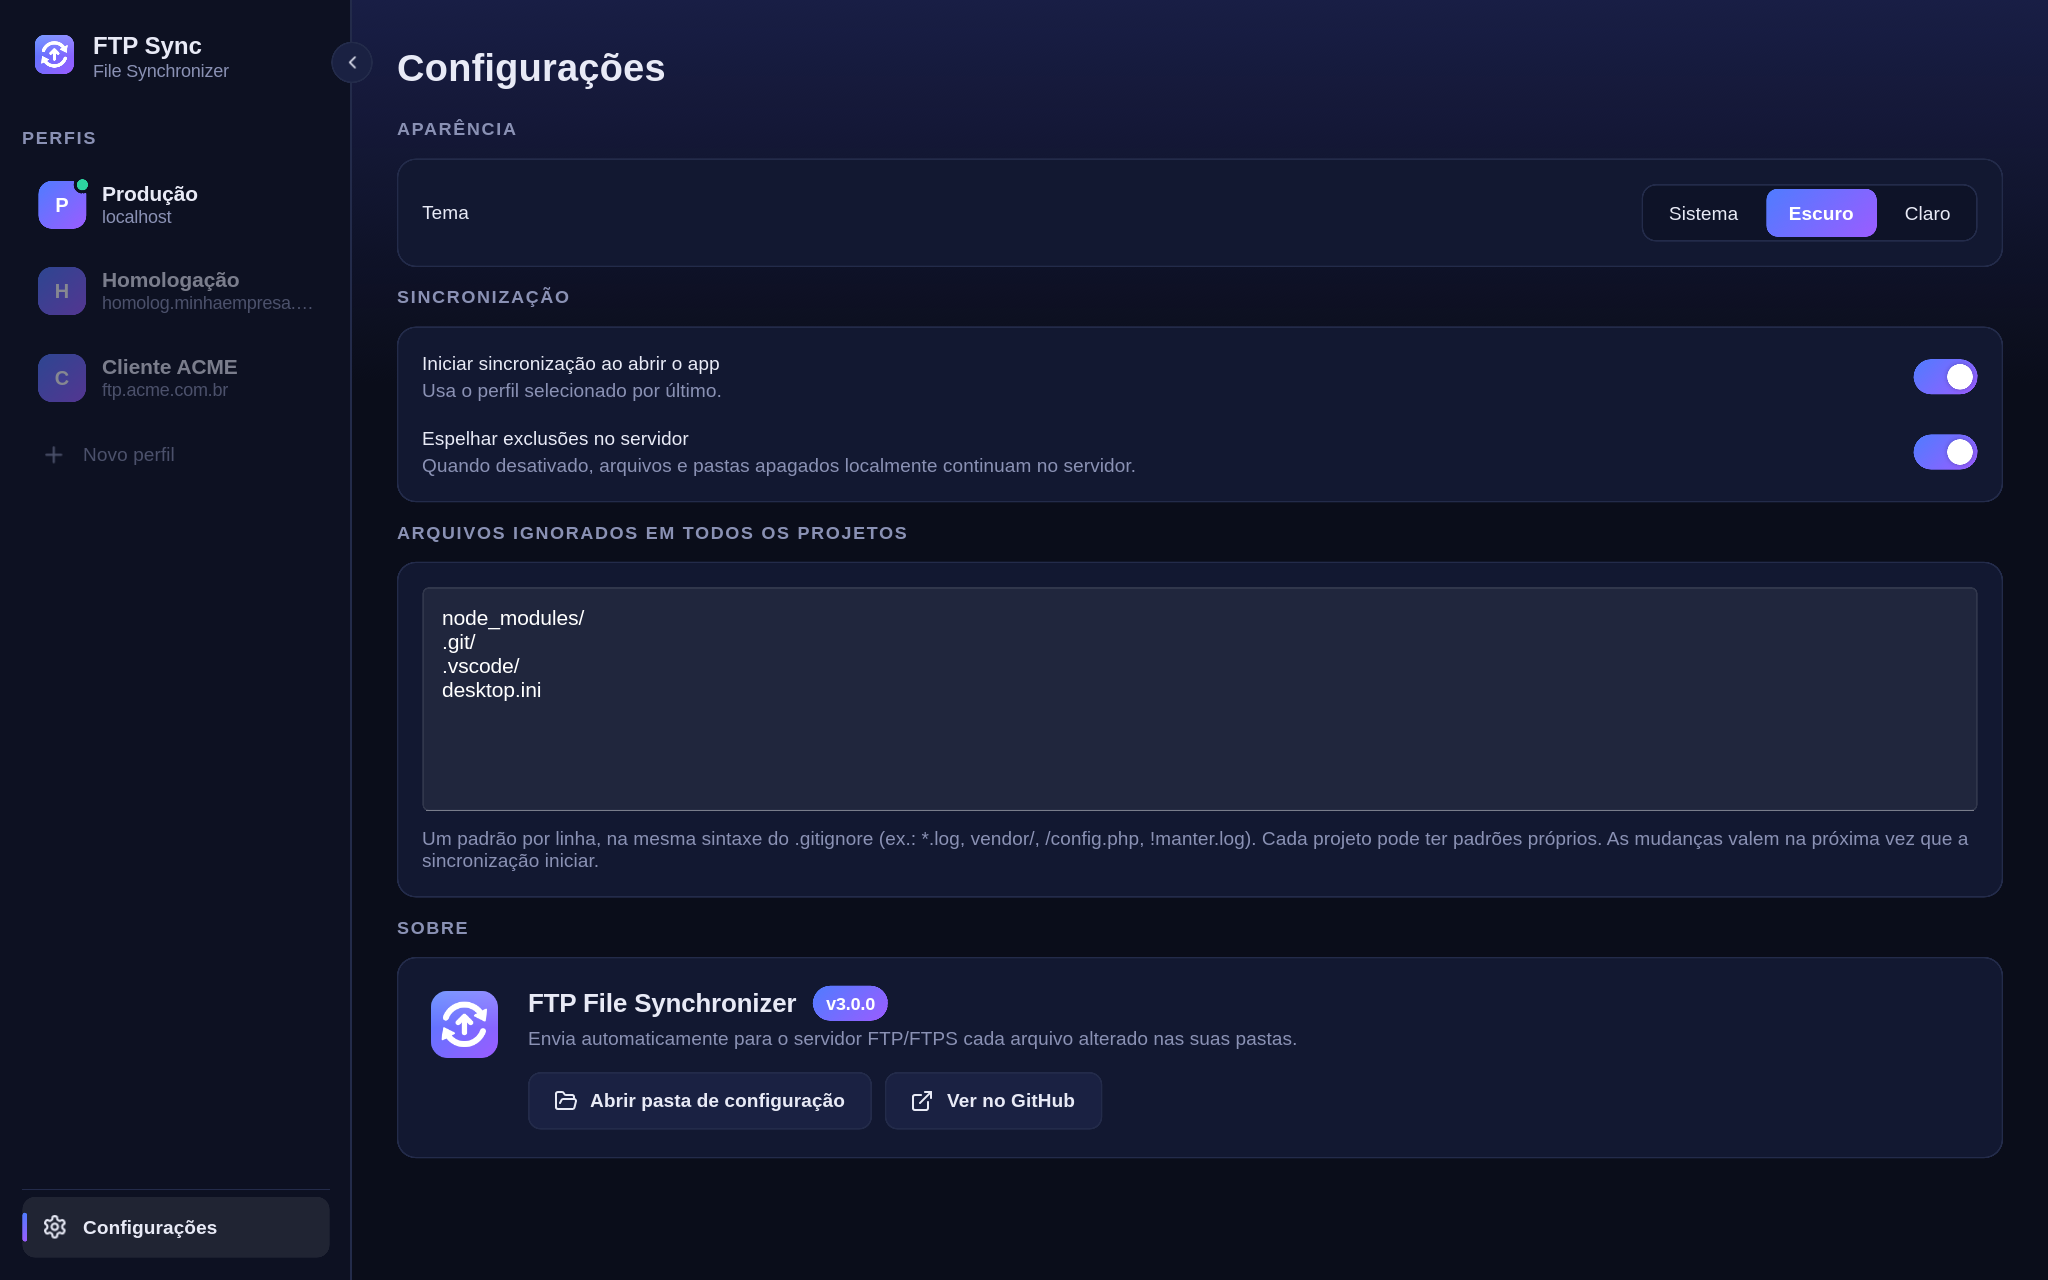 FTP Sync
File Synchronizer
PERFIS
P
Produção
localhost
H
Homologação
homolog.minhaempresa.…
C
Cliente ACME
ftp.acme.com.br
Novo perfil
Configurações
Configurações
APARÊNCIA
Tema
Sistema
Escuro
Claro
SINCRONIZAÇÃO
Iniciar sincronização ao abrir o app
Usa o perfil selecionado por último.
Espelhar exclusões no servidor
Quando desativado, arquivos e pastas apagados localmente continuam no servidor.
ARQUIVOS IGNORADOS EM TODOS OS PROJETOS
node_modules/
.git/
.vscode/
desktop.ini
Um padrão por linha, na mesma sintaxe do .gitignore (ex.: *.log, vendor/, /config.php, !manter.log). Cada projeto pode ter padrões próprios. As mudanças valem na próxima vez que a
sincronização iniciar.
SOBRE
FTP File Synchronizer v3.0.0
Envia automaticamente para o servidor FTP/FTPS cada arquivo alterado nas suas pastas.
Abrir pasta de configuração
Ver no GitHub